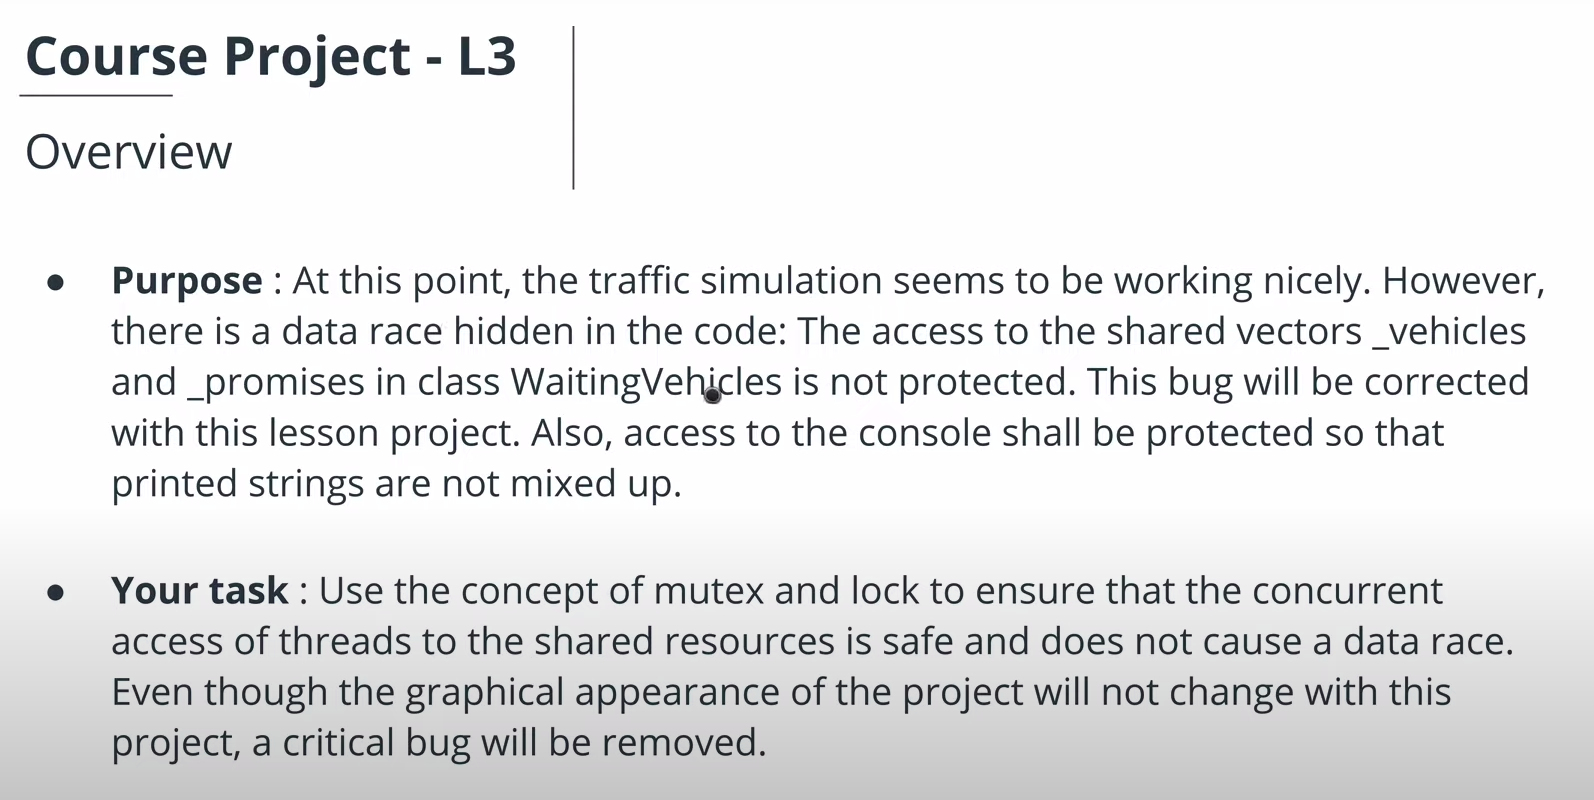 Course Project - L3
Overview
● Purpose : At this point, the traffic simulation seems to be working nicely. However,
there is a data race hidden in the code: The access to the shared vectors _vehicles
and _promises in class WaitingVehicles is not protected. This bug will be corrected
with this lesson project. Also, access to the console shall be protected so that
printed strings are not mixed up.
● Your task : Use the concept of mutex and lock to ensure that the concurrent
access of threads to the shared resources is safe and does not cause a data race.
Even though the graphical appearance of the project will not change with this
project, a critical bug will be removed.